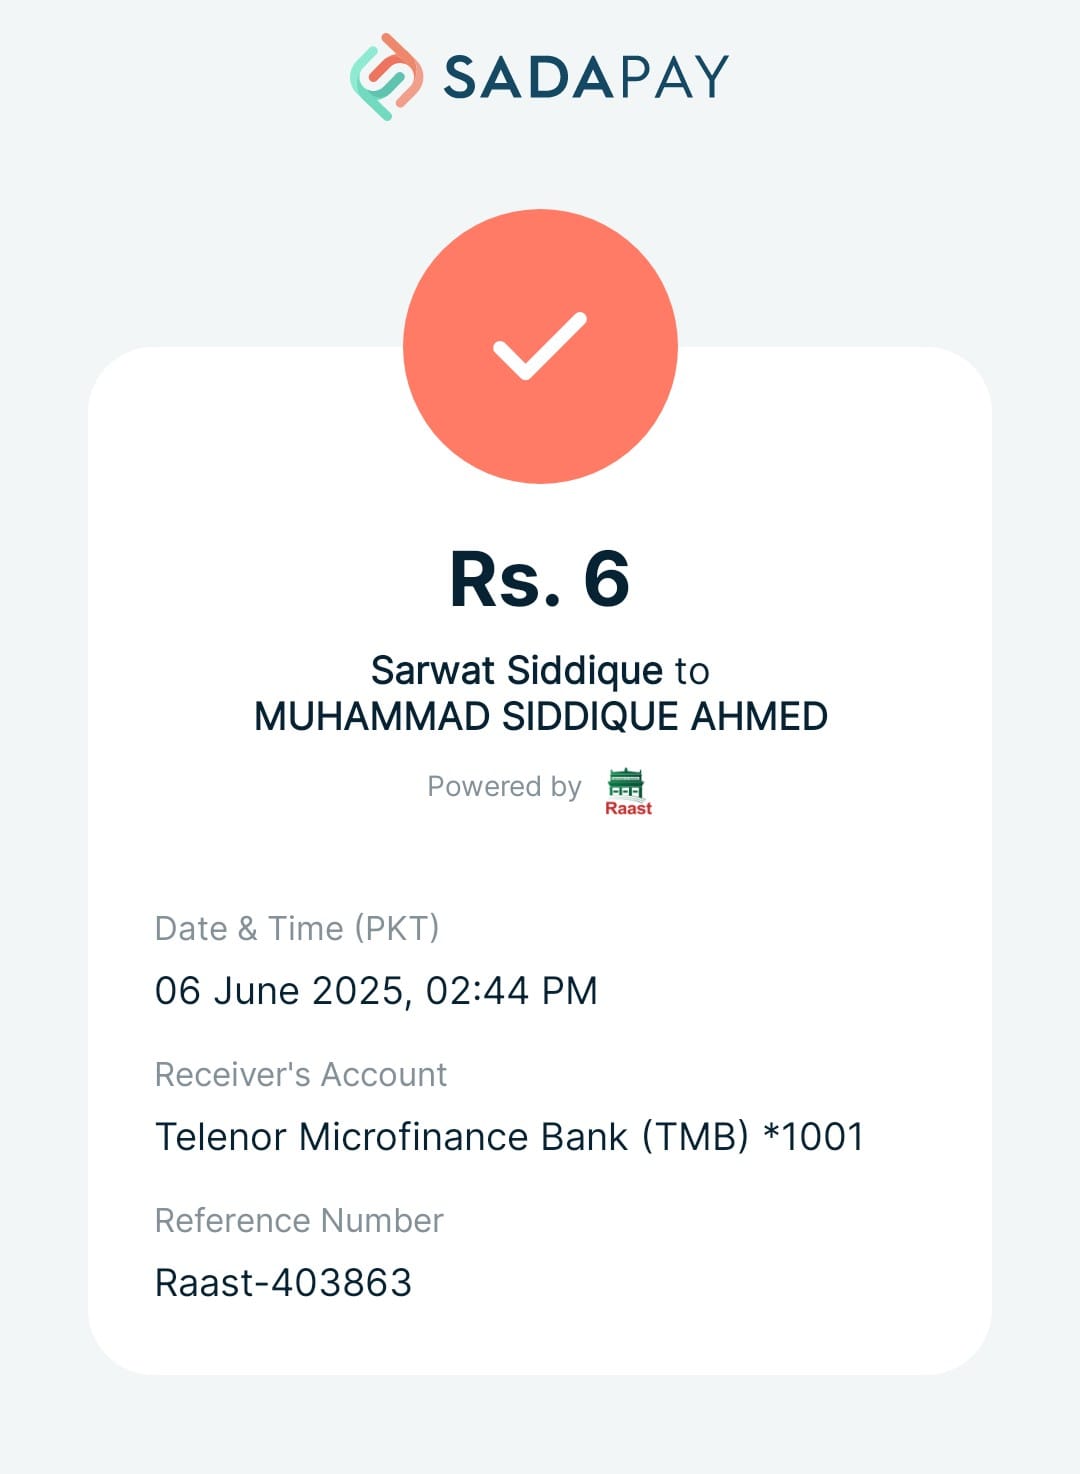 SADAPAY
Rs. 6
Sarwat Siddique to
MUHAMMAD SIDDIQUE AHMED
Powered by Raast
Date & Time (PKT)
06 June 2025, 02:44 PM
Receiver's Account
Telenor Microfinance Bank (TMB) *1001
Reference Number
Raast-403863